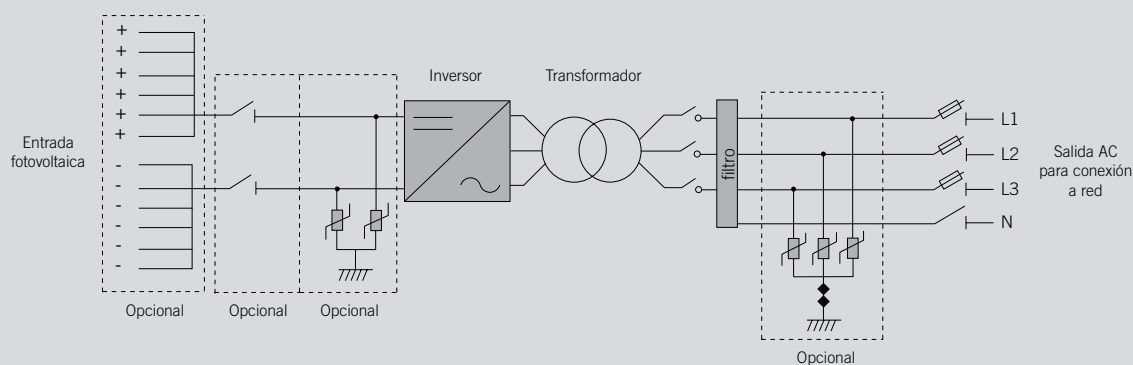 Entrada
fotovoltaica
+
+
+
+
+
+
-
-
-
-
-
-
Opcional
Opcional
Opcional
Inversor
Transformador
filtro
Opcional
L1
L2
L3
N
Salida AC
para conexión
a red